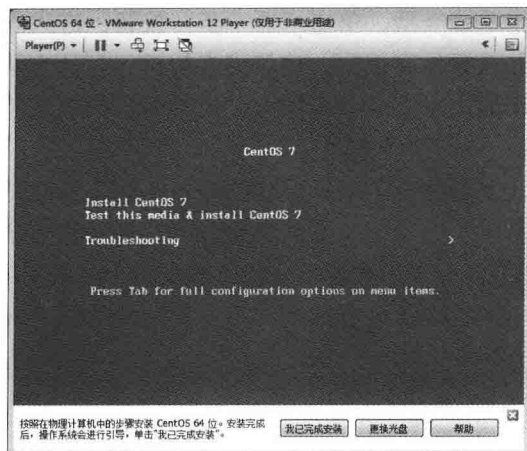 CentOS 64 位 - VMware Workstation 12 Player (仅用于非商业用途)
Player(P)
CentOS 7
Install CentOS 7
Test this media & install CentOS 7
Troubleshooting >
Press Tab for full configuration options on menu items.
按照在物理计算机中的步骤安装 CentOS 64 位。安装完成
后，操作系统会进行引导，单击"我已完成安装"。
我已完成安装 更换光盘 帮助